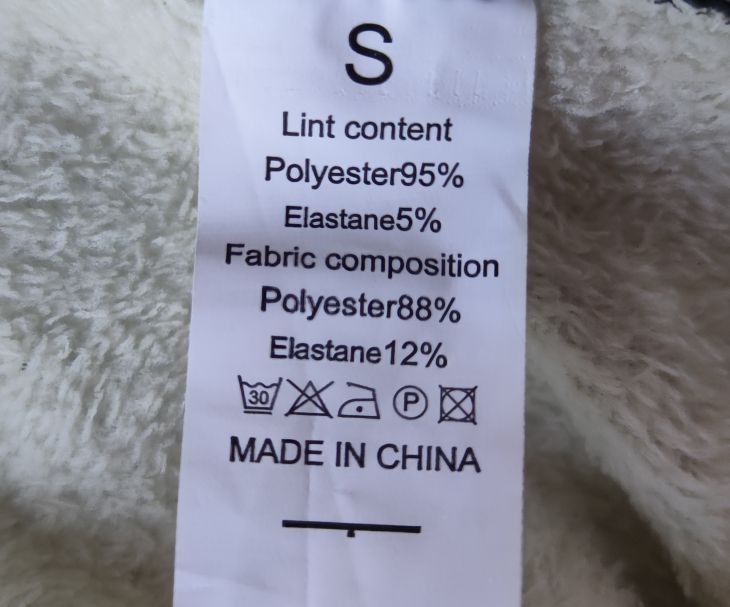 S
Lint content
Polyester95%
Elastane5%
Fabric composition
Polyester88%
Elastane12%
30 P
MADE IN CHINA